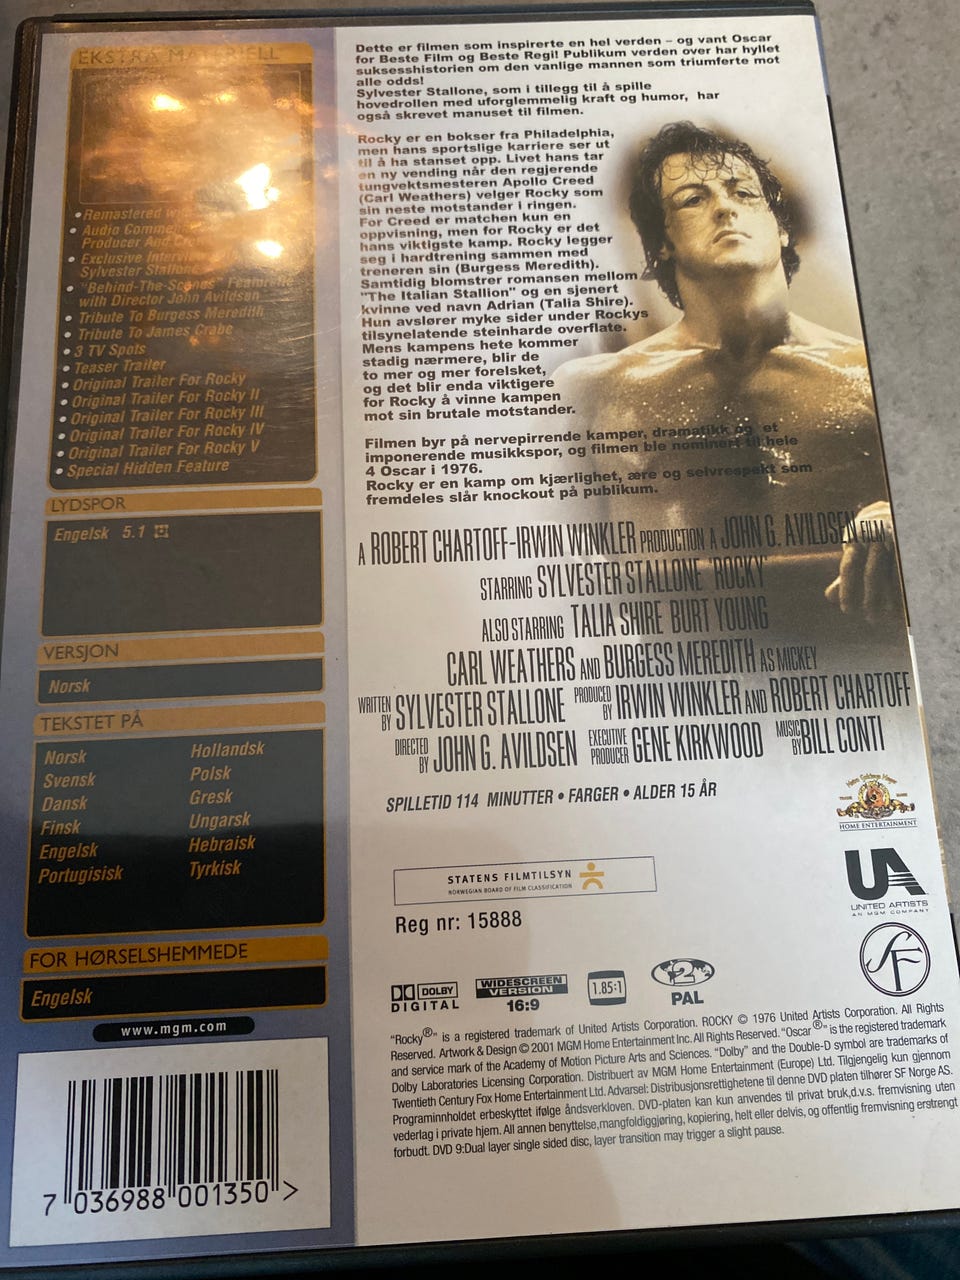 EKSTRA MATERIELL
• Remastered
• Audio
Producer And
• Exclusive
Sylvester Stallone
• "Behind-The-Scenes" Featurette
with Director John Avildsen
• Tribute To Burgess Meredith
• Tribute To James Crabe
• 3 TV Spots
• Teaser Trailer
• Original Trailer For Rocky
• Original Trailer For Rocky II
• Original Trailer For Rocky III
• Original Trailer For Rocky IV
• Original Trailer For Rocky V
• Special Hidden Feature
LYDSPOR
Engelsk 5.1
VERSJON
Norsk
TEKSTET PÅ
Norsk Hollandsk
Svensk Polsk
Dansk Gresk
Finsk Ungarsk
Engelsk Hebraisk
Portugisisk Tyrkisk
FOR HØRSELSHEMMEDE
Engelsk
www.mgm.com
7 036988 001350 >
Dette er filmen som inspirerte en hel verden – og vant Oscar
for Beste Film og Beste Regi! Publikum verden over har hyllet
suksesshistorien om den vanlige mannen som triumferte mot
alle odds!
Sylvester Stallone, som i tillegg til å spille
hovedrollen med uforglemmelig kraft og humor, har
også skrevet manuset til filmen.
Rocky er en bokser fra Philadelphia,
men hans sportslige karriere ser ut
til å ha stanset opp. Livet hans tar
en ny vending når den regjerende
tungvektsmesteren Apollo Creed
(Carl Weathers) velger Rocky som
sin neste motstander i ringen.
For Creed er matchen kun en
oppvisning, men for Rocky er det
hans viktigste kamp. Rocky legger
seg i hardtrening sammen med
treneren sin (Burgess Meredith).
Samtidig blomstrer romansen mellom
"The Italian Stallion" og en sjenert
kvinne ved navn Adrian (Talia Shire).
Hun avslører myke sider under Rockys
tilsynelatende steinharde overflate.
Mens kampens hete kommer
stadig nærmere, blir de
to mer og mer forelsket,
og det blir enda viktigere
for Rocky å vinne kampen
mot sin brutale motstander.
Filmen byr på nervepirrende kamper, dramatikk og et
imponerende musikkspor, og filmen ble nominert til hele
4 Oscar i 1976.
Rocky er en kamp om kjærlighet, ære og selvrespekt som
fremdeles slår knockout på publikum.
A ROBERT CHARTOFF-IRWIN WINKLER PRODUCTION A JOHN G. AVILDSEN FILM
STARRING SYLVESTER STALLONE "ROCKY"
ALSO STARRING TALIA SHIRE BURT YOUNG
CARL WEATHERS AND BURGESS MEREDITH AS MICKEY
WRITTEN BY SYLVESTER STALLONE PRODUCED BY IRWIN WINKLER AND ROBERT CHARTOFF
DIRECTED BY JOHN G. AVILDSEN EXECUTIVE PRODUCER GENE KIRKWOOD MUSIC BY BILL CONTI
SPILLETID 114 MINUTTER • FARGER • ALDER 15 ÅR
Metro Goldwyn Mayer
TRADE MARK
HOME ENTERTAINMENT
STATENS FILMTILSYN
NORWEGIAN BOARD OF FILM CLASSIFICATION
UA
UNITED ARTISTS
AN MGM COMPANY
Reg nr: 15888
SF
DOLBY
DIGITAL
WIDESCREEN
VERSION
16:9
1.85:1
2
PAL
"Rocky®" is a registered trademark of United Artists Corporation. ROCKY © 1976 United Artists Corporation. All Rights
Reserved. Artwork & Design © 2001 MGM Home Entertainment Inc. All Rights Reserved. "Oscar®" is the registered trademark
and service mark of the Academy of Motion Picture Arts and Sciences. "Dolby" and the Double-D symbol are trademarks of
Dolby Laboratories Licensing Corporation. Distribuert av MGM Home Entertainment (Europe) Ltd. Tilgjengelig kun gjennom
Twentieth Century Fox Home Entertainment Ltd. Advarsel: Distribusjonsrettighetene til denne DVD platen tilhører SF Norge AS.
Programinnholdet erbeskyttet ifølge åndsverkloven. DVD-platen kan kun anvendes til privat bruk,d.v.s. fremvisning uten
vederlag i private hjem. All annen benyttelse,mangfoldiggjøring, kopiering, helt eller delvis, og offentlig fremvisning erstrengt
forbudt. DVD 9:Dual layer single sided disc, layer transition may trigger a slight pause.